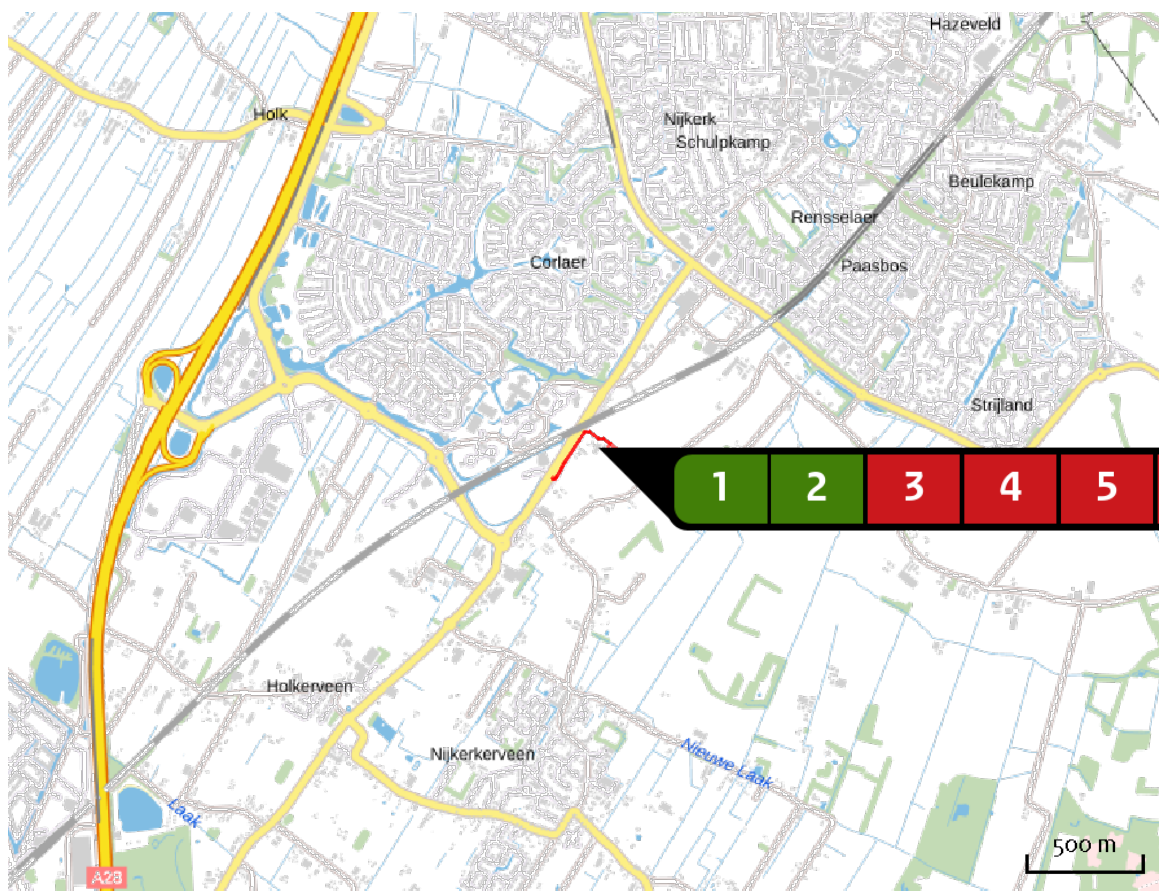 Hazeveld
Holk
Nijkerk
Schulpkamp
Beulekamp
Rensselaer
Corlaer
Paasbos
Strijland
1 2 3 4 5
Holkerveen
Nijkerkerveen
Nieuwe Laak
Laak
500 m
A28